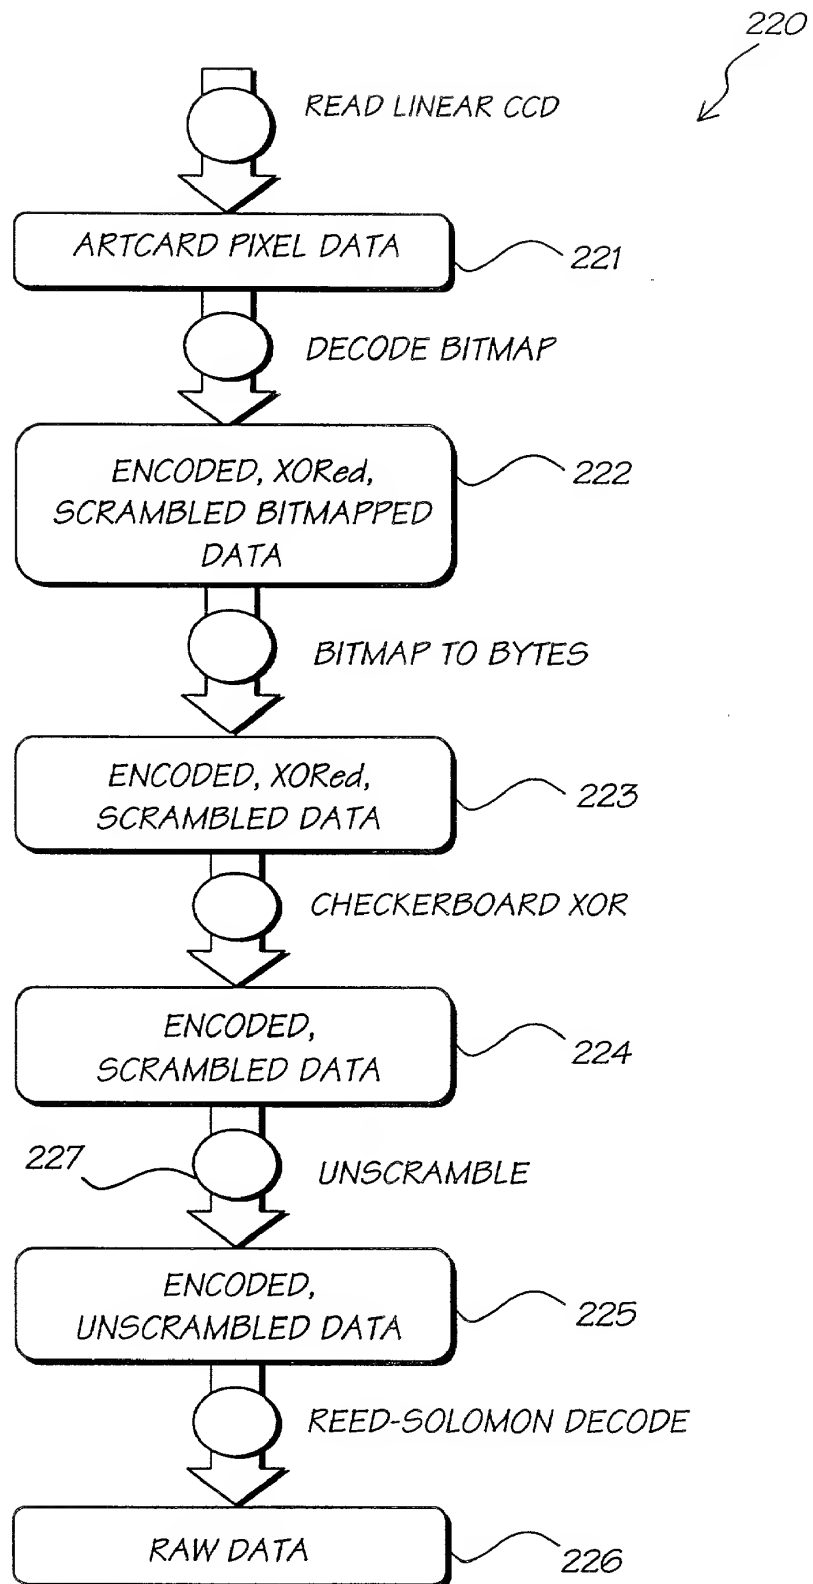 220
READ LINEAR CCD
ARTCARD PIXEL DATA
221
DECODE BITMAP
ENCODED, XORed,
SCRAMBLED BITMAPPED
DATA
222
BITMAP TO BYTES
ENCODED, XORed,
SCRAMBLED DATA
223
CHECKERBOARD XOR
ENCODED,
SCRAMBLED DATA
224
227
UNSCRAMBLE
ENCODED,
UNSCRAMBLED DATA
225
REED-SOLOMON DECODE
RAW DATA
226